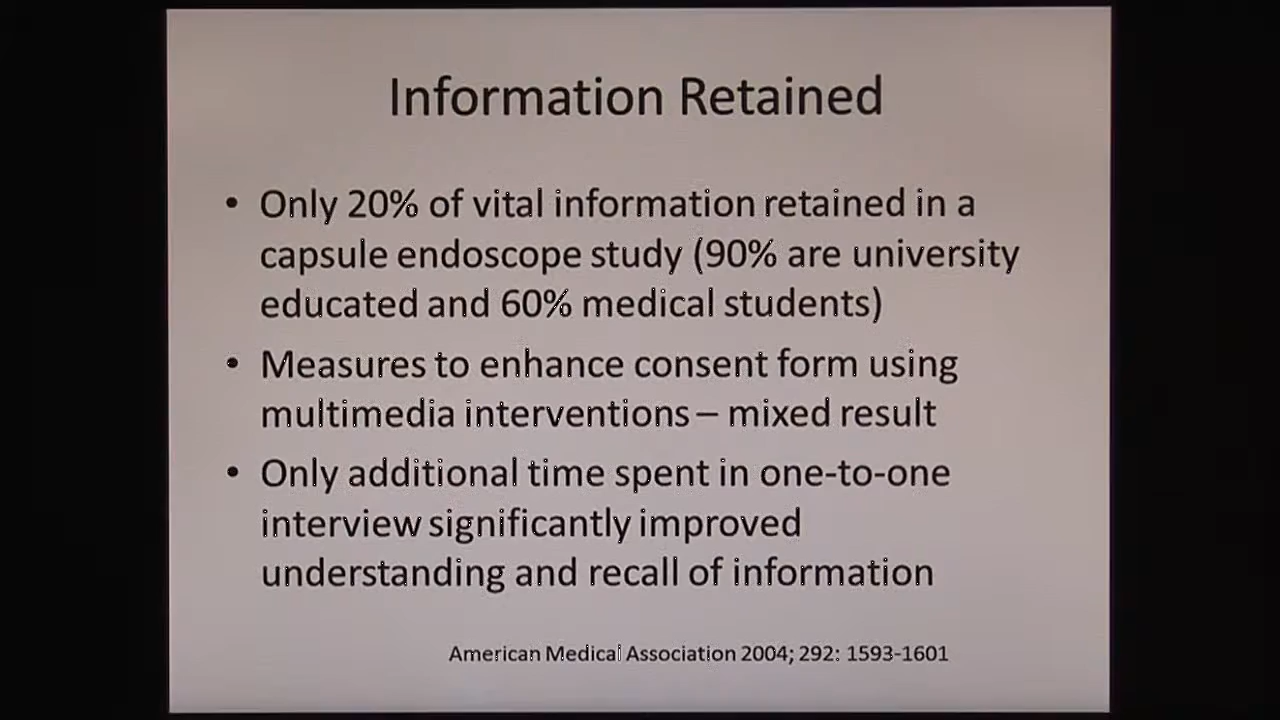 Information Retained
• Only 20% of vital information retained in a
capsule endoscope study (90% are university
educated and 60% medical students)
• Measures to enhance consent form using
multimedia interventions – mixed result
• Only additional time spent in one-to-one
interview significantly improved
understanding and recall of information
American Medical Association 2004; 292: 1593-1601